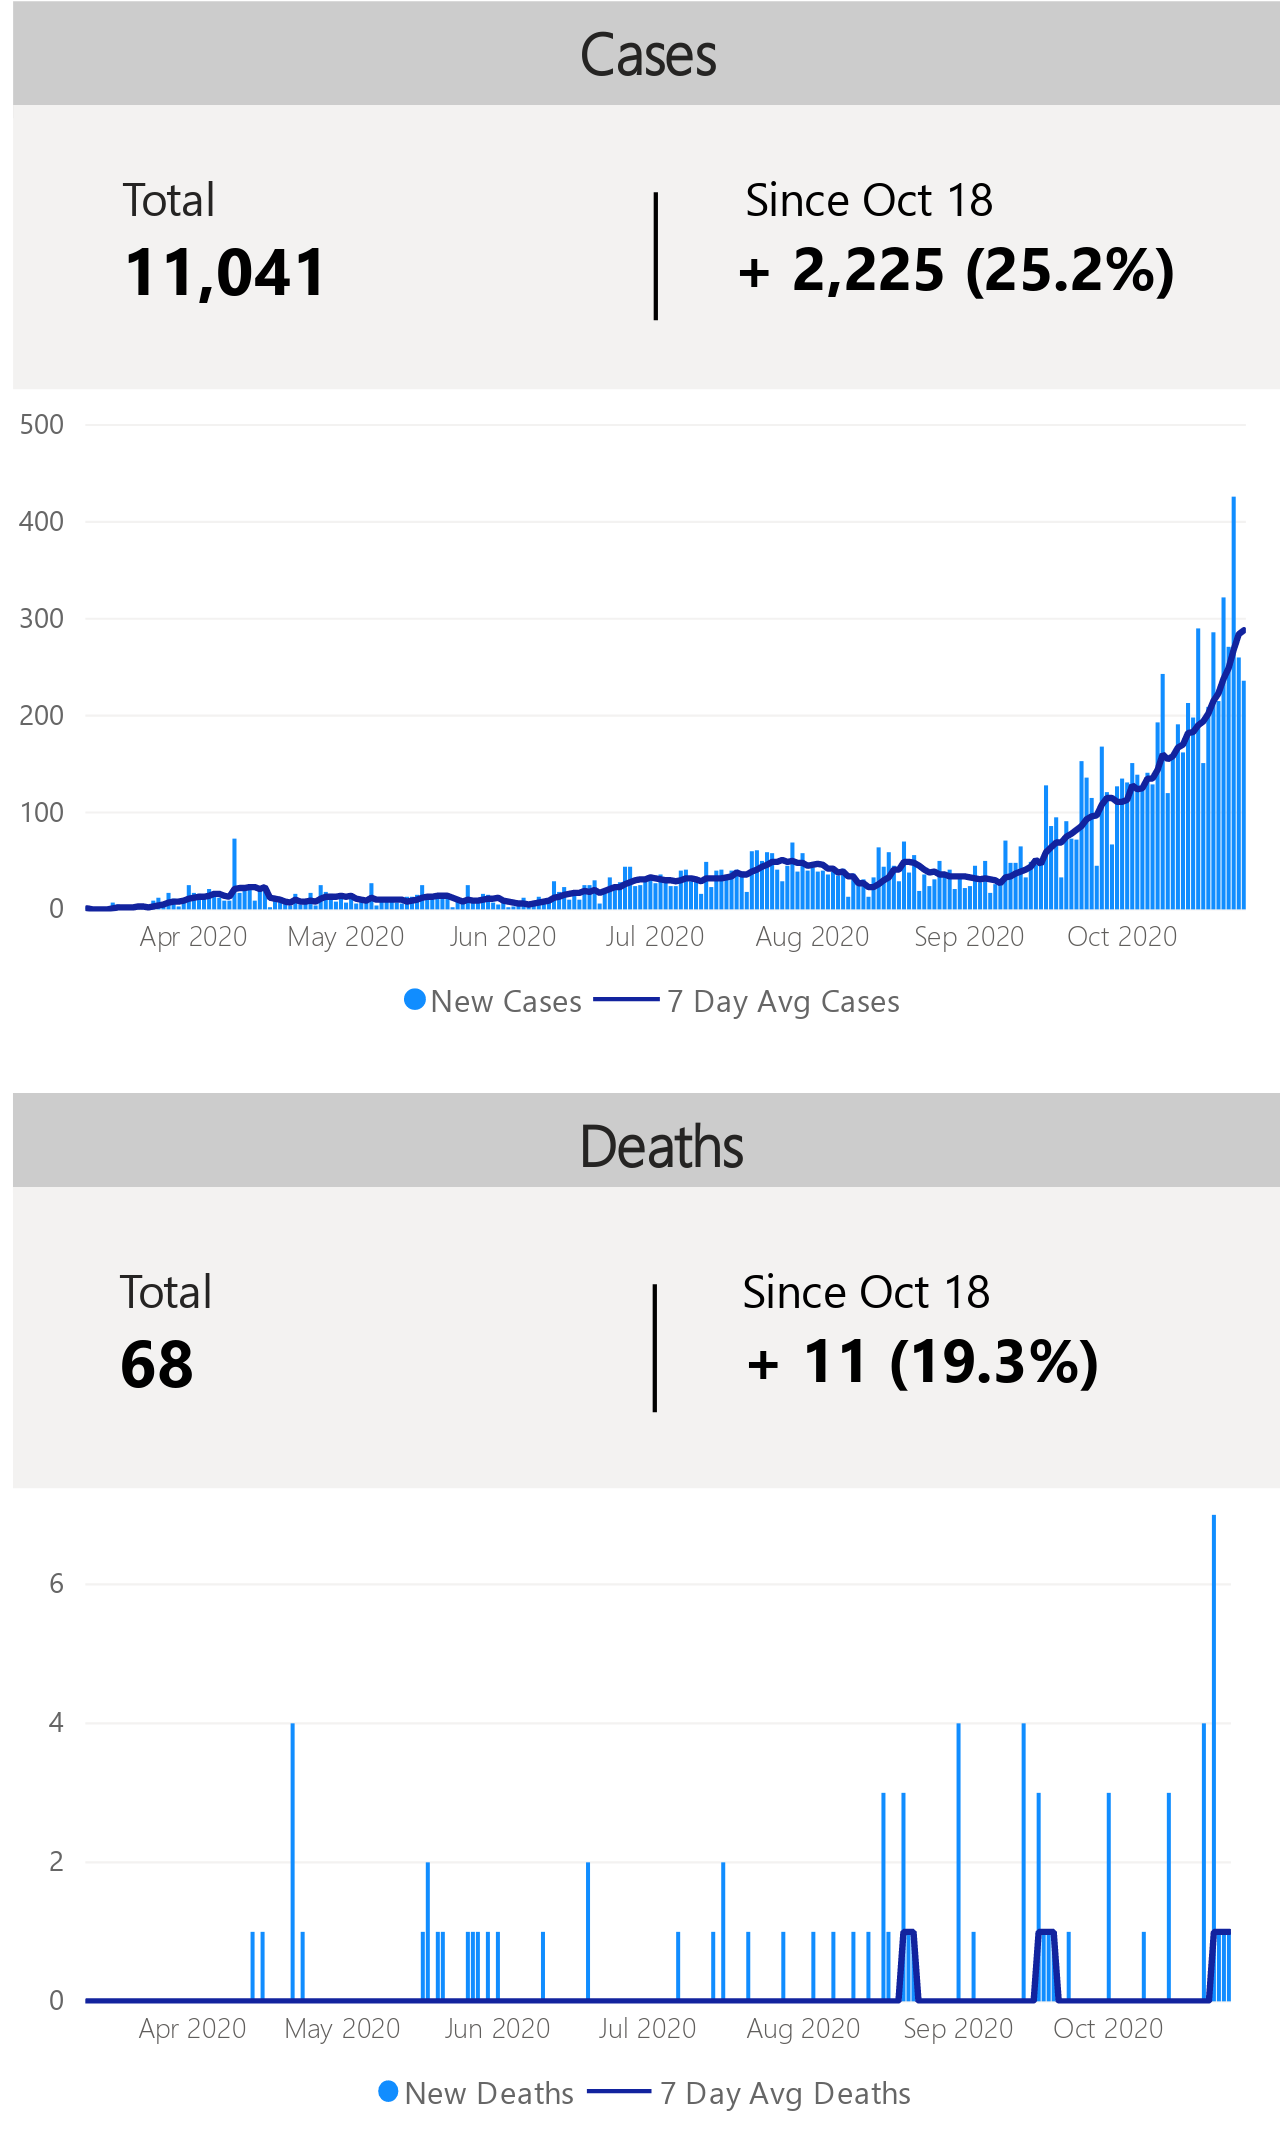 Cases
Total
Since Oct 18
11,041
+ 2,225 (25.2%)
500
400
300
200
100
0
Apr 2020 May 2020 Jun 2020 Jul 2020 Aug 2020 Sep 2020 Oct 2020
New Cases 7 Day Avg Cases
Deaths
Total
Since Oct 18
68
+ 11 (19.3%)
6
4
2
0
Apr 2020 May 2020 Jun 2020 Jul 2020 Aug 2020 Sep 2020 Oct 2020
New Deaths 7 Day Avg Deaths